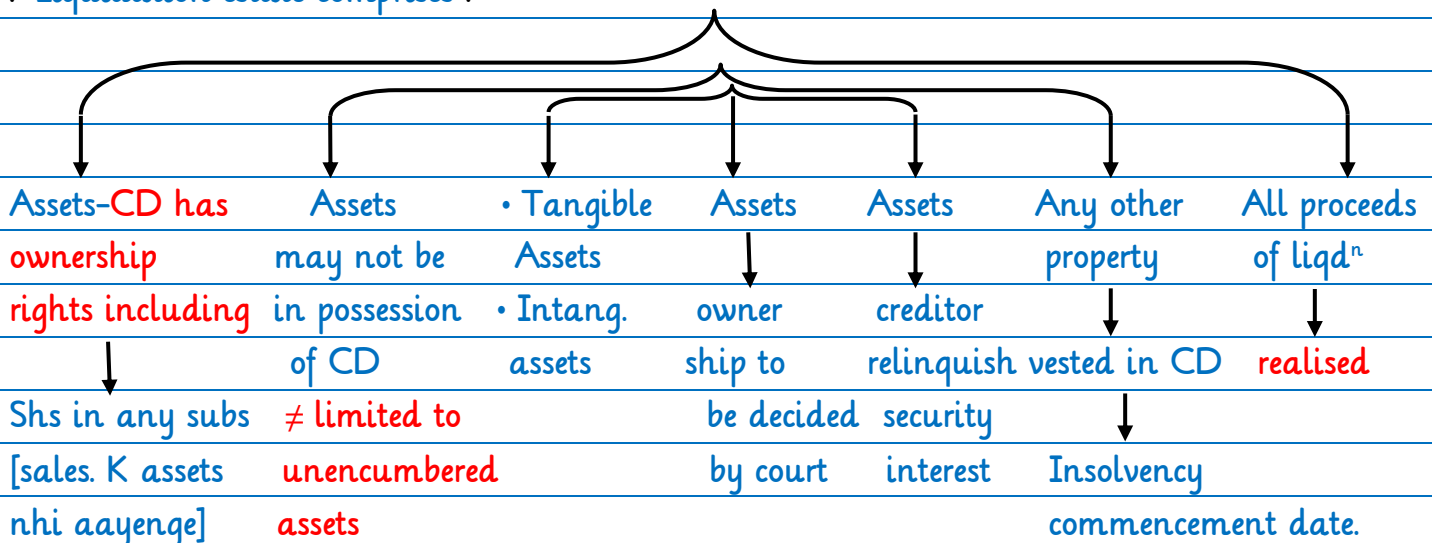 Liquidation estate comprises :
Assets-CD has
ownership
rights including
Shs in any subs
[sales. K assets
nhi aayenge]
Assets
may not be
in possession
of CD
≠ limited to
unencumbered
assets
• Tangible
Assets
• Intang.
assets
Assets
owner
ship to
be decided
by court
Assets
creditor
relinquish
security
interest
Any other
property
vested in CD
Insolvency
commencement date.
All proceeds
of liqdⁿ
realised